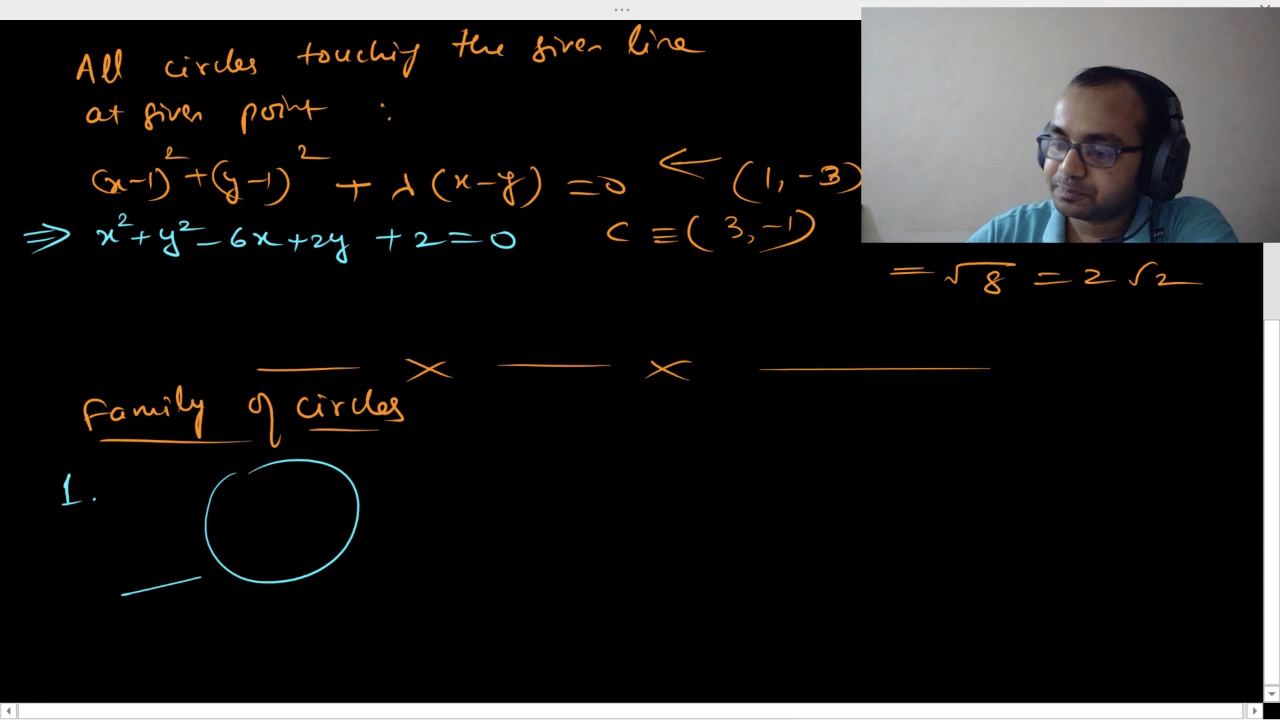 All circles touching the given line
at given point :
(x-1)² + (y-1)² + λ(x-y) = 0 ← (1, -3)
⇒ x² + y² - 6x + 2y + 2 = 0 C ≡ (3, -1)
= √8 = 2√2
Family of circles
1.